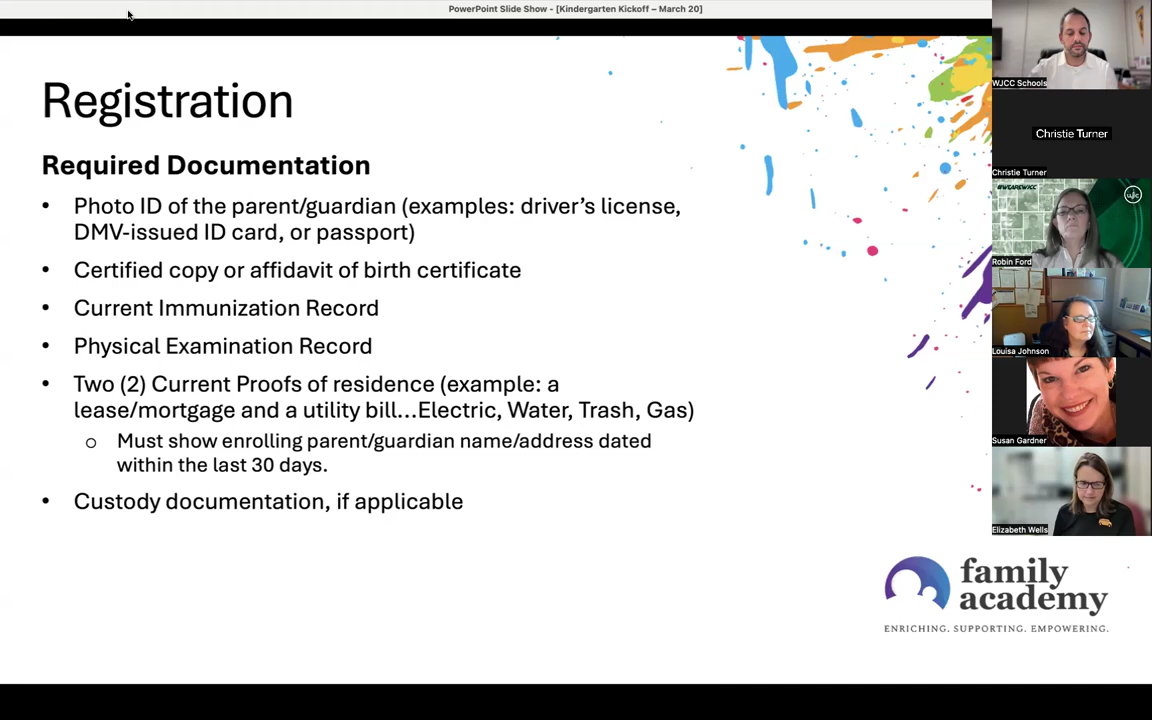 PowerPoint Slide Show - [Kindergarten Kickoff – March 20]
Registration
Required Documentation
• Photo ID of the parent/guardian (examples: driver's license,
DMV-issued ID card, or passport)
• Certified copy or affidavit of birth certificate
• Current Immunization Record
• Physical Examination Record
• Two (2) Current Proofs of residence (example: a
lease/mortgage and a utility bill...Electric, Water, Trash, Gas)
o Must show enrolling parent/guardian name/address dated
within the last 30 days.
• Custody documentation, if applicable
family
academy
ENRICHING. SUPPORTING. EMPOWERING.
WJCC Schools
Christie Turner
Christie Turner
#WEAREWJCC
wjc
Robin Ford
Louisa Johnson
Susan Gardner
Elizabeth Wells